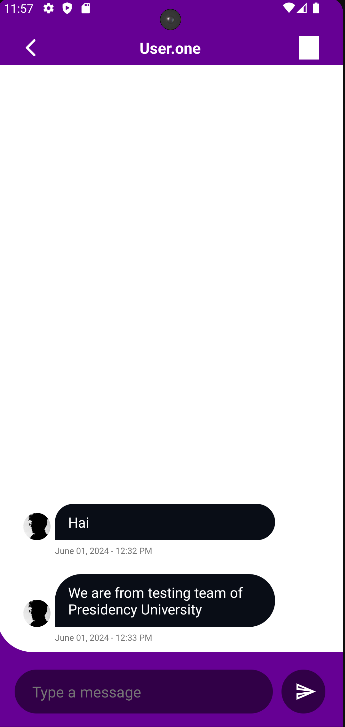 11:57
User.one
Hai
June 01, 2024 - 12:32 PM
We are from testing team of
Presidency University
June 01, 2024 - 12:33 PM
Type a message